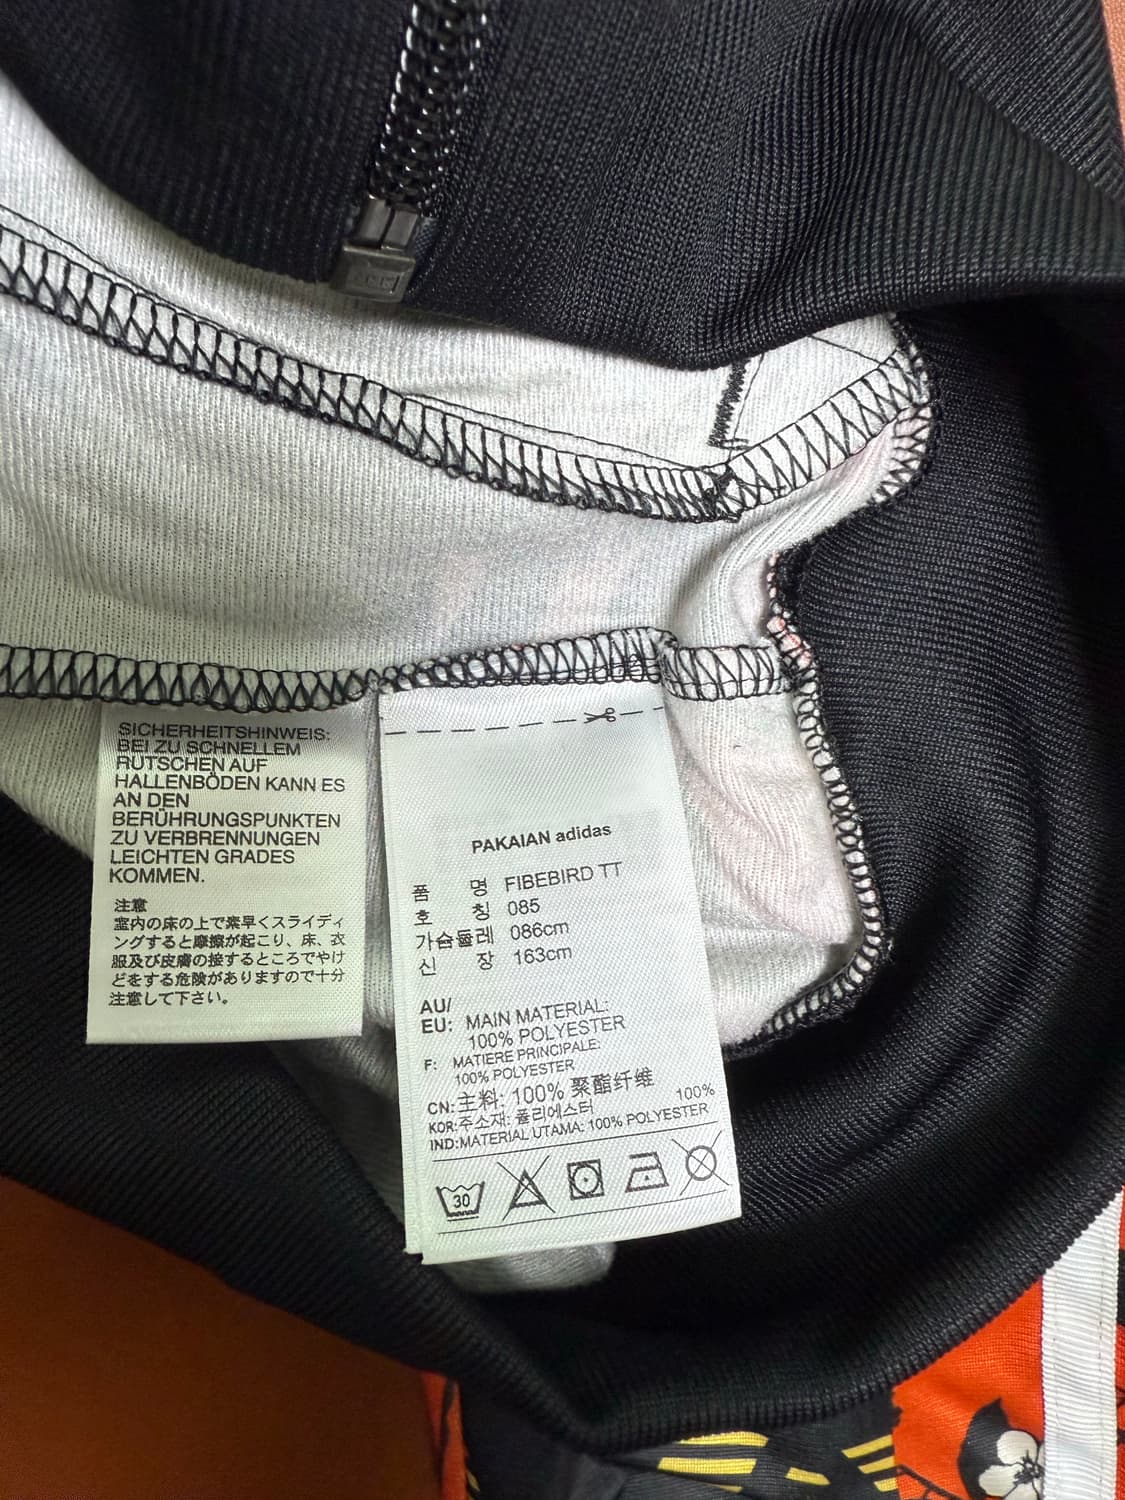 SICHERHEITSHINWEIS:
BEI ZU SCHNELLEM
RUTSCHEN AUF
HALLENBÖDEN KANN ES
AN DEN
BERÜHRUNGSPUNKTEN
ZU VERBRENNUNGEN
LEICHTEN GRADES
KOMMEN.
注意
室内の床の上で素早くスライディ
ングすると摩擦が起こり、床、衣
服及び皮膚の接するところでやけ
どをする危険がありますので十分
注意して下さい。
PAKAIAN adidas
품 명 FIBEBIRD TT
호 칭 085
가슴둘레 086cm
신 장 163cm
AU/
EU: MAIN MATERIAL:
100% POLYESTER
F: MATIERE PRINCIPALE:
100% POLYESTER
CN: 主料: 100% 聚酯纤维
KOR: 주소재: 폴리에스터 100%
IND: MATERIAL UTAMA: 100% POLYESTER
30